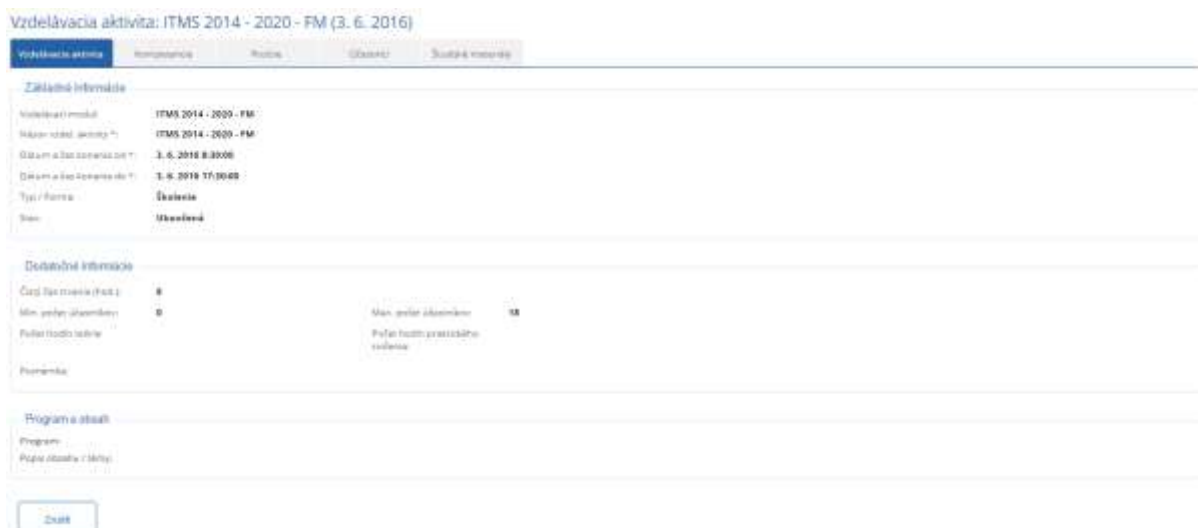 Vzdelávacia aktivita: ITMS 2014 - 2020 - FM (3. 6. 2016)
Vzdelávacia aktivita Kompetencie Pozície Účastníci Študijné materiály
Základné informácie
Vzdelávací modul: ITMS 2014 - 2020 - FM
Názov vzdel. aktivity *: ITMS 2014 - 2020 - FM
Dátum a čas konania od *: 3. 6. 2016 8:30:00
Dátum a čas konania do *: 3. 6. 2016 17:30:00
Typ / Forma: Školenie
Stav: Ukončená
Dodatočné informácie
Čistý čas trvania (hod.): 8
Min. počet účastníkov: 0 Max. počet účastníkov: 18
Počet hodín teórie Počet hodín praktického
cvičenia:
Poznámka:
Program a obsah
Program:
Popis obsahu / témy:
Zrušiť